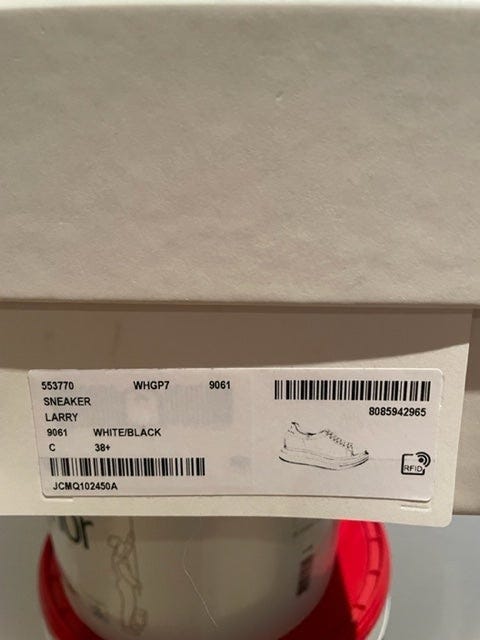 553770 WHGP7 9061
SNEAKER
LARRY
9061 WHITE/BLACK
C 38+
JCMQ102450A
8085942965
RFID